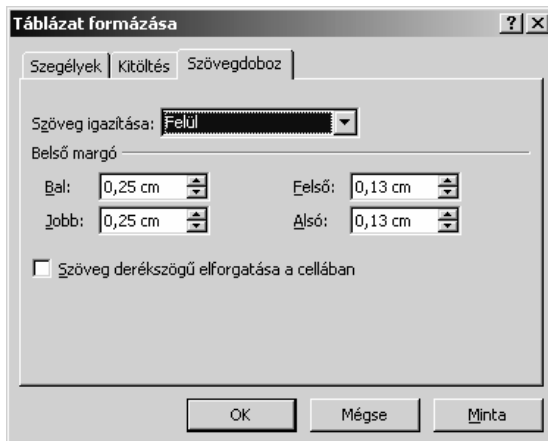 Táblázat formázása
Szegélyek Kitöltés Szövegdoboz
Szöveg igazítása: Felül
Belső margó
Bal: 0,25 cm Felső: 0,13 cm
Jobb: 0,25 cm Alsó: 0,13 cm
Szöveg derékszögű elforgatása a cellában
OK Mégse Minta